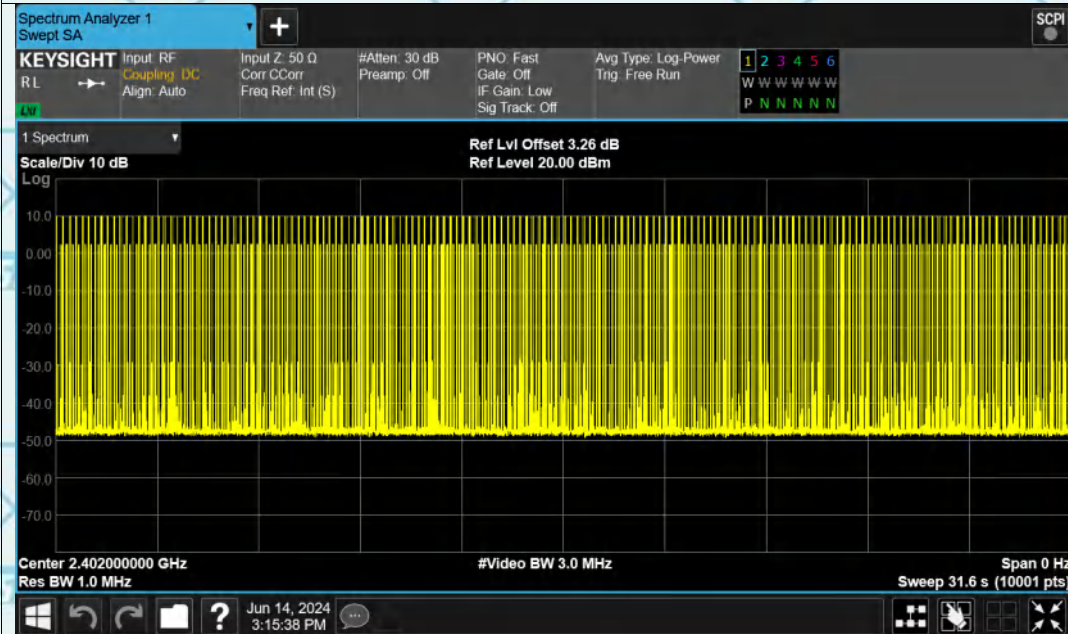 Spectrum Analyzer 1
Swept SA
+
SCPI
KEYSIGHT
RL
LXI
Input: RF
Coupling: DC
Align: Auto
Input Z: 50 Ω
Corr CCorr
Freq Ref: Int (S)
#Atten: 30 dB
Preamp: Off
PNO: Fast
Gate: Off
IF Gain: Low
Sig Track: Off
Avg Type: Log-Power
Trig: Free Run
1 2 3 4 5 6
W W W W W W
P N N N N N
1 Spectrum
Scale/Div 10 dB
Ref Lvl Offset 3.26 dB
Ref Level 20.00 dBm
Log
10.0
0.00
-10.0
-20.0
-30.0
-40.0
-50.0
-60.0
-70.0
Center 2.402000000 GHz
#Video BW 3.0 MHz
Span 0 Hz
Res BW 1.0 MHz
Sweep 31.6 s (10001 pts)
?
Jun 14, 2024
3:15:38 PM